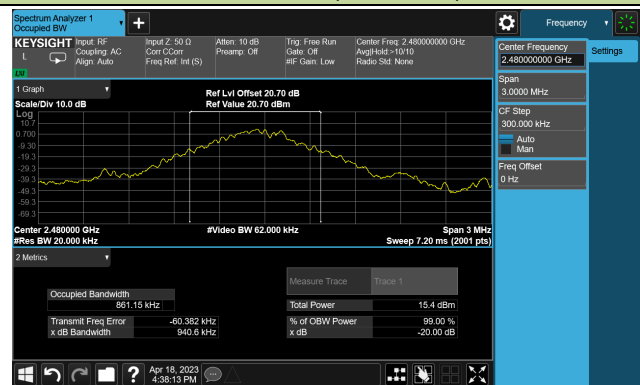 Spectrum Analyzer 1
Occupied BW
Frequency
KEYSIGHT
L
Input: RF
Coupling: AC
Align: Auto
Input Z: 50 Ω
Corr CCorr
Freq Ref: Int (S)
Atten: 10 dB
Preamp: Off
Trig: Free Run
Gate: Off
#IF Gain: Low
Center Freq: 2.480000000 GHz
Avg|Hold:>10/10
Radio Std: None
Center Frequency
2.480000000 GHz
Settings
Span
3.0000 MHz
CF Step
300.000 kHz
Auto
Man
Freq Offset
0 Hz
1 Graph
Scale/Div 10.0 dB
Ref Lvl Offset 20.70 dB
Ref Value 20.70 dBm
Log
10.7
0.700
-9.30
-19.3
-29.3
-39.3
-49.3
-59.3
-69.3
Center 2.480000 GHz
#Video BW 62.000 kHz
Span 3 MHz
#Res BW 20.000 kHz
Sweep 7.20 ms (2001 pts)
2 Metrics
Measure Trace
Trace 1
Occupied Bandwidth
861.15 kHz
Total Power
15.4 dBm
Transmit Freq Error
-60.382 kHz
% of OBW Power
99.00 %
x dB Bandwidth
940.6 kHz
x dB
-20.00 dB
?
Apr 18, 2023
4:38:13 PM